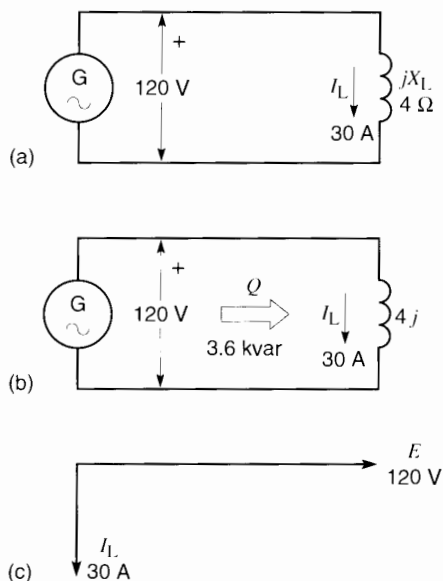 G
+
120 V
I_L
30 A
jX_L
4 Ω
(a)
G
+
120 V
Q
3.6 kvar
I_L
30 A
4 j
(b)
E
120 V
I_L
30 A
(c)